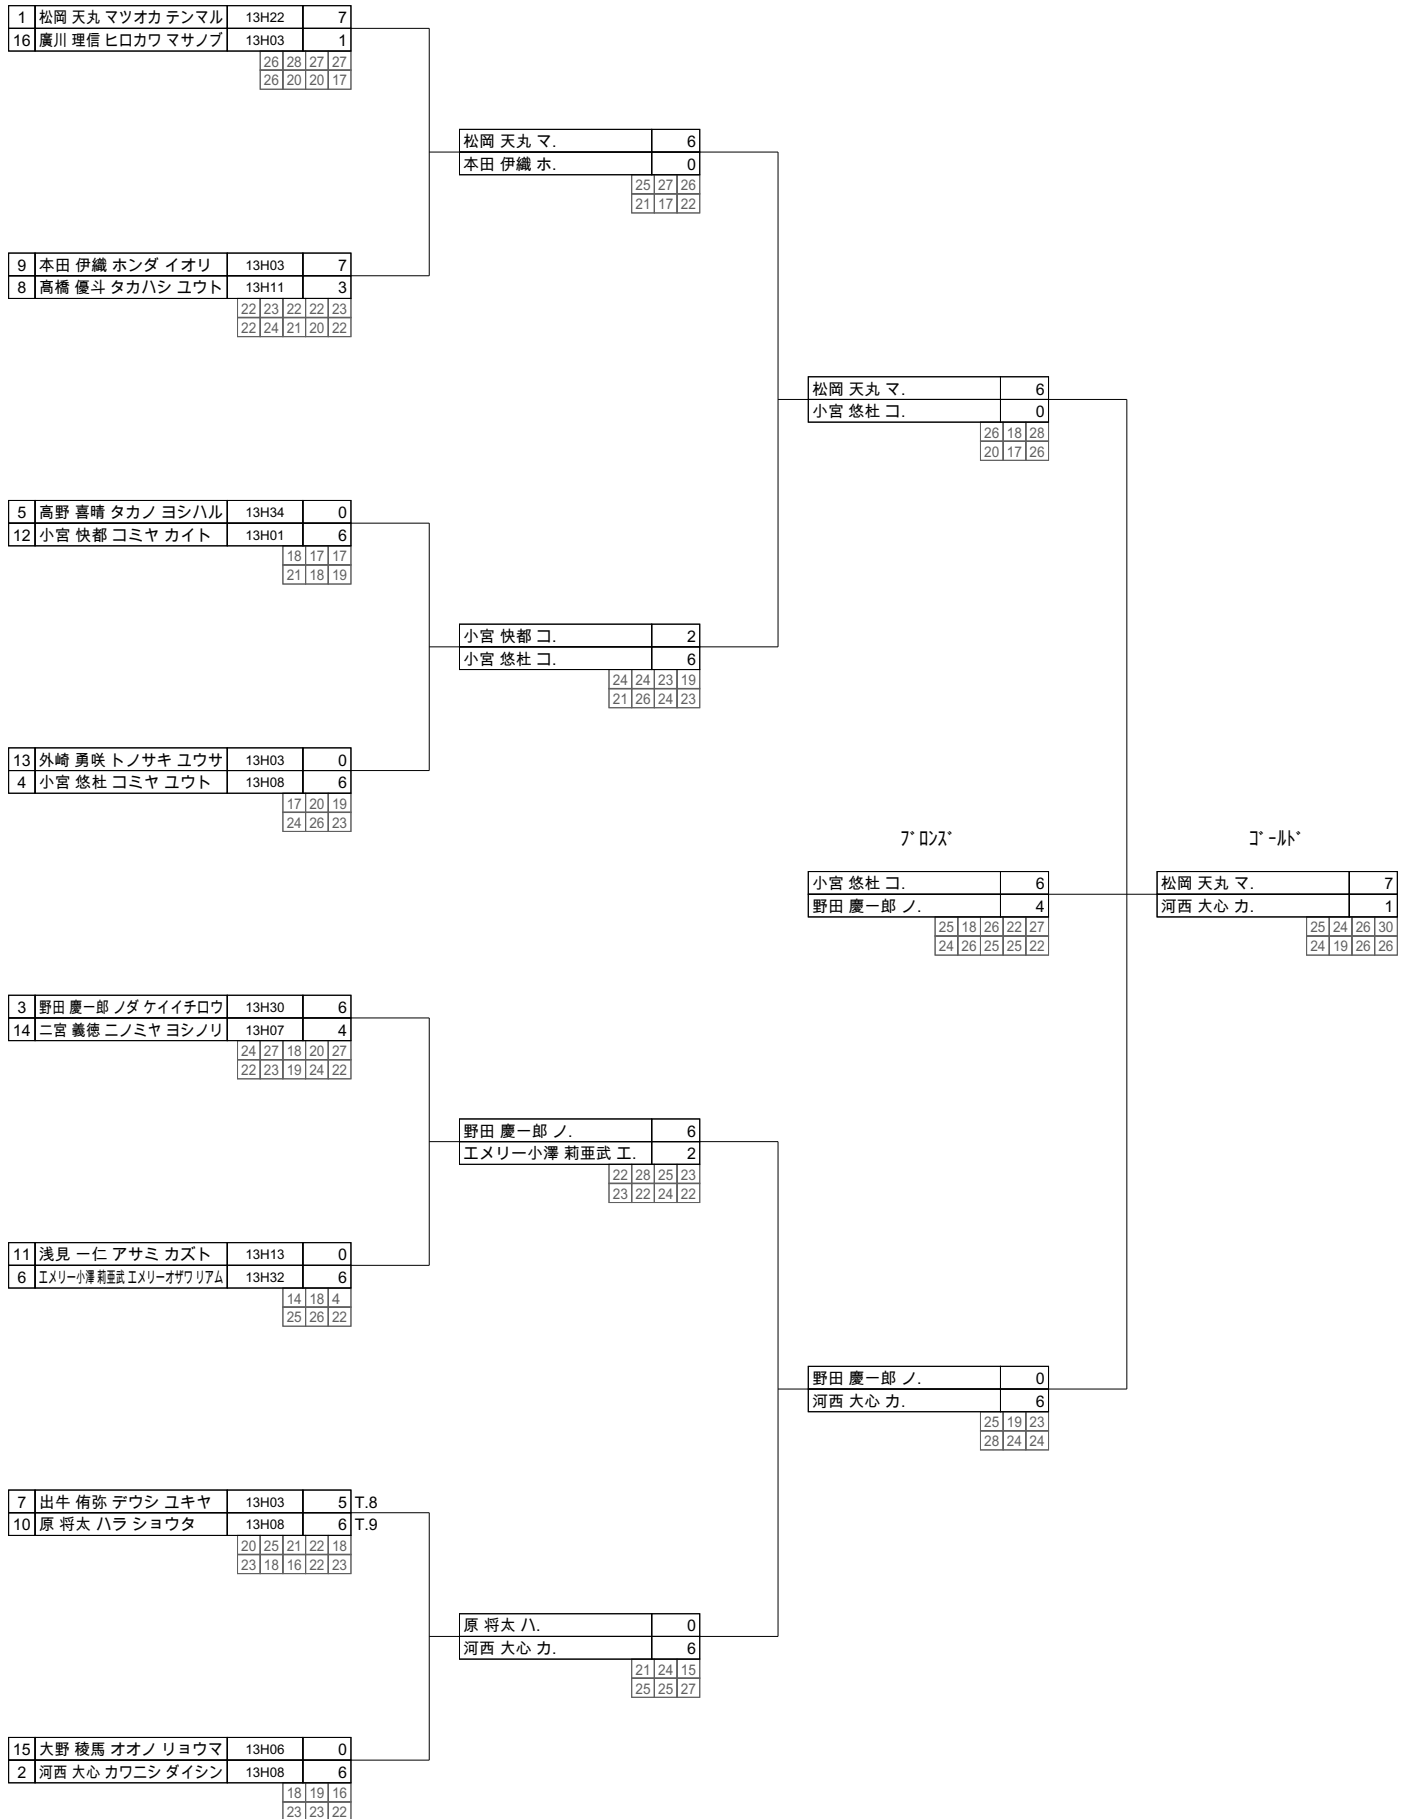 1 松岡 天丸 マツオカ テンマル 13H22 7
16 廣川 理信 ヒロカワ マサノブ 13H03 1
26 28 27 27
26 20 20 17
松岡 天丸 マ. 6
本田 伊織 ホ. 0
25 27 26
21 17 22
9 本田 伊織 ホンダ イオリ 13H03 7
8 高橋 優斗 タカハシ ユウト 13H11 3
22 23 22 22 23
22 24 21 20 22
松岡 天丸 マ. 6
小宮 悠杜 コ. 0
26 18 28
20 17 26
5 高野 喜晴 タカノ ヨシハル 13H34 0
12 小宮 快都 コミヤ カイト 13H01 6
18 17 17
21 18 19
小宮 快都 コ. 2
小宮 悠杜 コ. 6
24 24 23 19
21 26 24 23
13 外崎 勇咲 トノサキ ユウサ 13H03 0
4 小宮 悠杜 コミヤ ユウト 13H08 6
17 20 19
24 26 23
ブロンズ
小宮 悠杜 コ. 6
野田 慶一郎 ノ. 4
25 18 26 22 27
24 26 25 25 22
ゴールド
松岡 天丸 マ. 7
河西 大心 カ. 1
25 24 26 30
24 19 26 26
3 野田 慶一郎 ノダ ケイイチロウ 13H30 6
14 二宮 義徳 ニノミヤ ヨシノリ 13H07 4
24 27 18 20 27
22 23 19 24 22
野田 慶一郎 ノ. 6
エメリー小澤 莉亜武 エ. 2
22 28 25 23
23 22 24 22
11 浅見 一仁 アサミ カズト 13H13 0
6 エメリー小澤 莉亜武 エメリーオザワ リアム 13H32 6
14 18 4
25 26 22
野田 慶一郎 ノ. 0
河西 大心 カ. 6
25 19 23
28 24 24
7 出牛 侑弥 デウシ ユキヤ 13H03 5 T.8
10 原 将太 ハラ ショウタ 13H08 6 T.9
20 25 21 22 18
23 18 16 22 23
原 将太 ハ. 0
河西 大心 カ. 6
21 24 15
25 25 27
15 大野 稜馬 オオノ リョウマ 13H06 0
2 河西 大心 カワニシ ダイシン 13H08 6
18 19 16
23 23 22